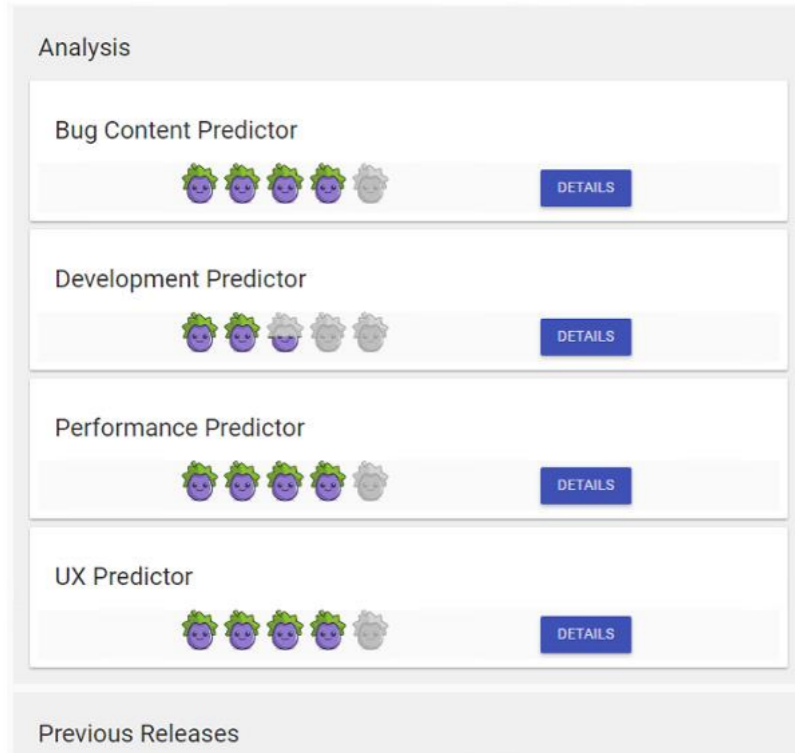 Analysis
Bug Content Predictor
DETAILS
Development Predictor
DETAILS
Performance Predictor
DETAILS
UX Predictor
DETAILS
Previous Releases